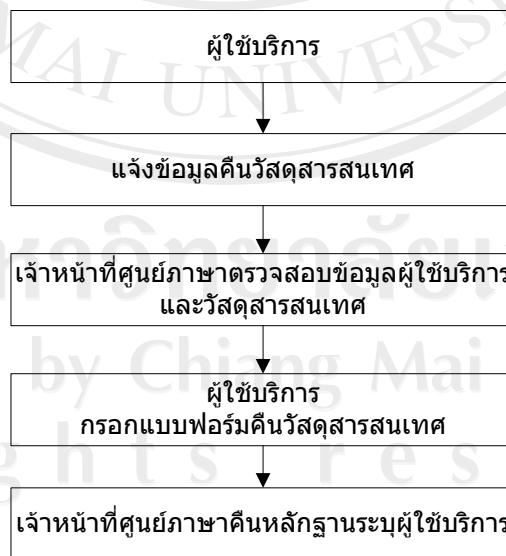 MAI UNIVERS
ผู้ใช้บริการ
แจ้งข้อมูลคืนวัสดุสารสนเทศ
เจ้าหน้าที่ศูนย์ภาษาตรวจสอบข้อมูลผู้ใช้บริการ
และวัสดุสารสนเทศ
by Chiang Mai
ผู้ใช้บริการ
กรอกแบบฟอร์มคืนวัสดุสารสนเทศ
เจ้าหน้าที่ศูนย์ภาษาคืนหลักฐานระบุผู้ใช้บริการ